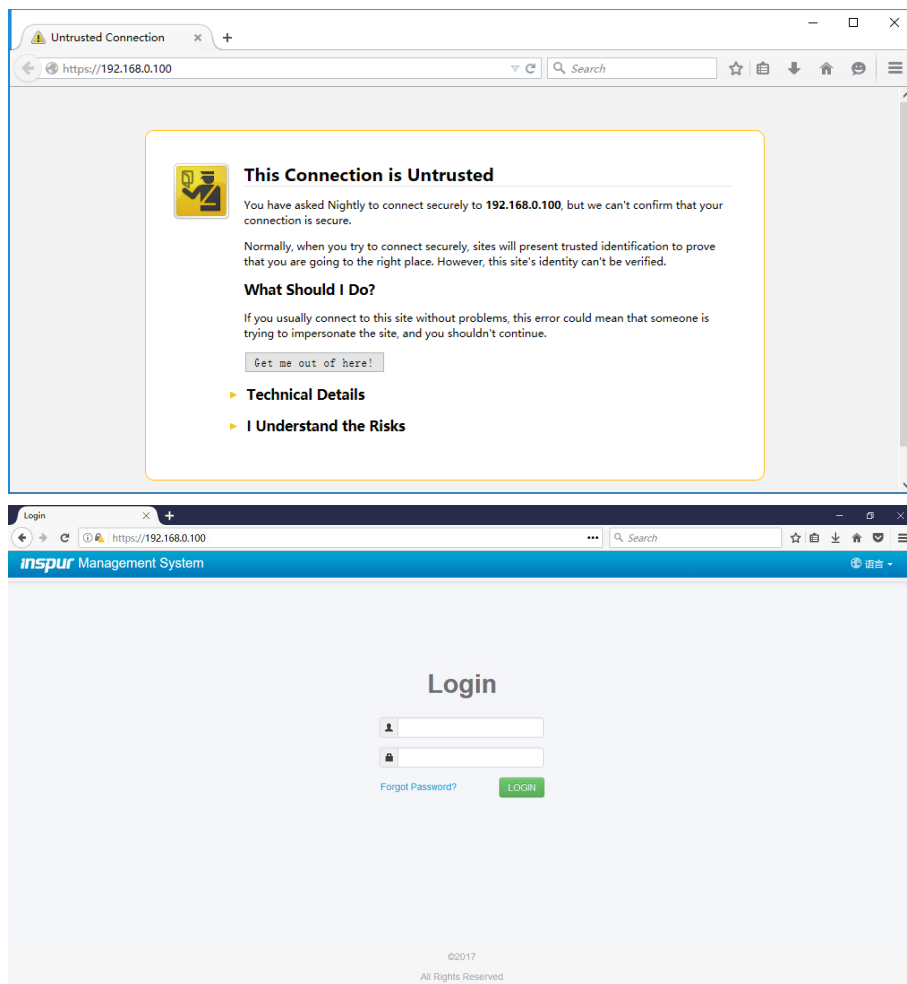 Untrusted Connection
https://192.168.0.100
Search
This Connection is Untrusted
You have asked Nightly to connect securely to 192.168.0.100, but we can't confirm that your
connection is secure.
Normally, when you try to connect securely, sites will present trusted identification to prove
that you are going to the right place. However, this site's identity can't be verified.
What Should I Do?
If you usually connect to this site without problems, this error could mean that someone is
trying to impersonate the site, and you shouldn't continue.
Get me out of here!
Technical Details
I Understand the Risks
Login
https://192.168.0.100
Search
inspur Management System
语言
Login
Forgot Password?
LOGIN
©2017
All Rights Reserved